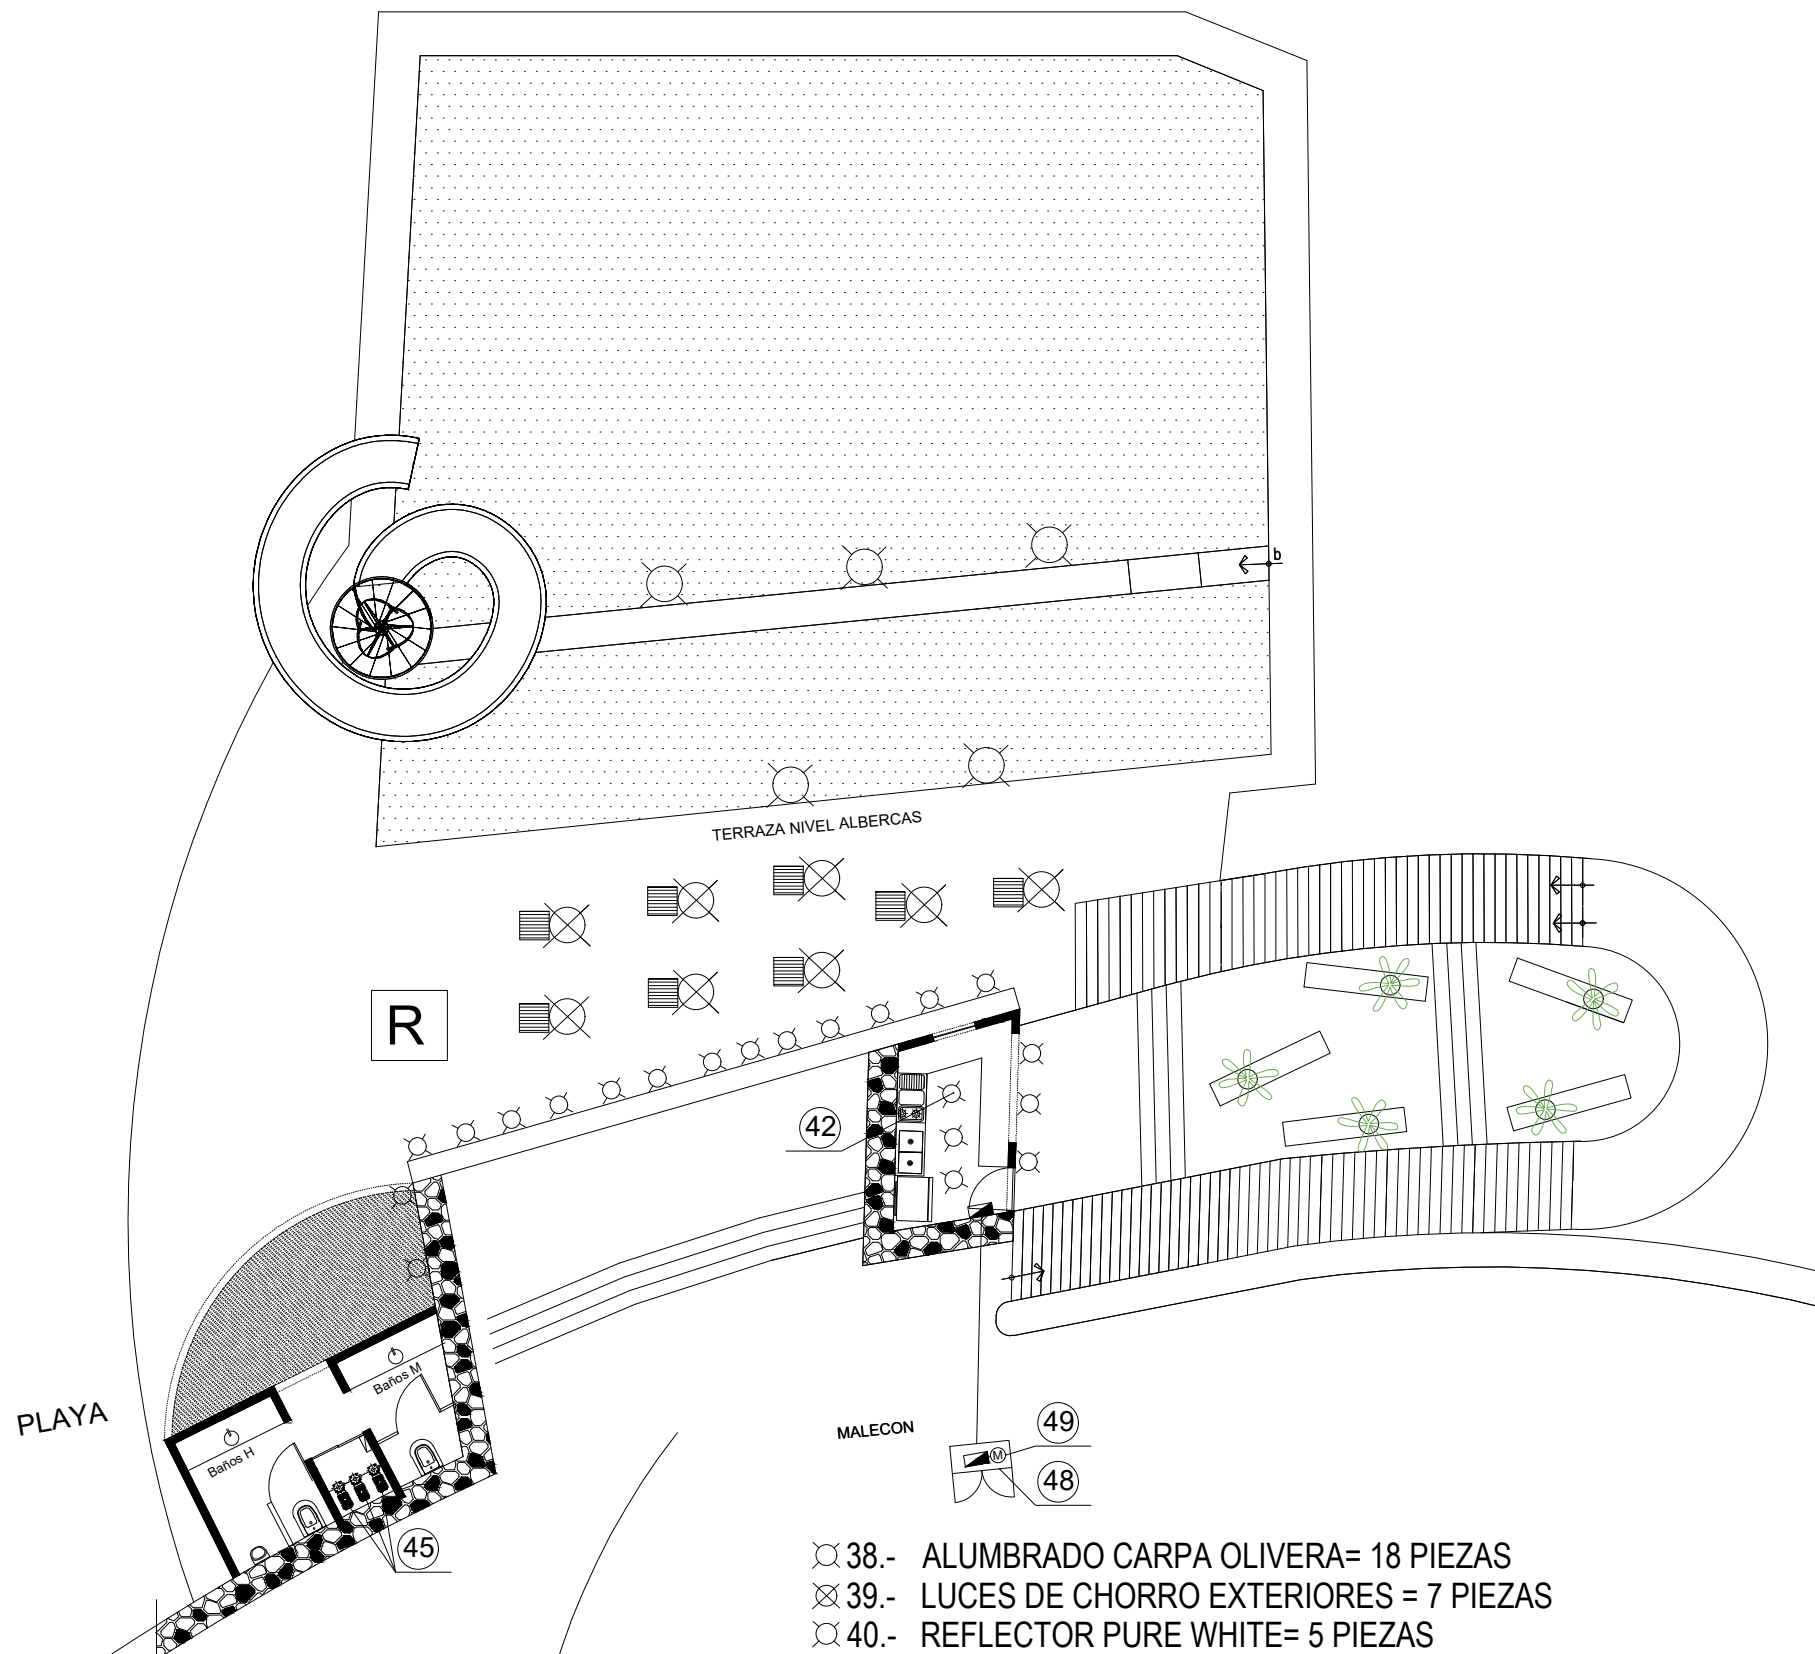 b
TERRAZA NIVEL ALBERCAS
R
42
Baños M
PLAYA
Baños H
MALECON
49
M
48
45
38.- ALUMBRADO CARPA OLIVERA= 18 PIEZAS
39.- LUCES DE CHORRO EXTERIORES = 7 PIEZAS
40.- REFLECTOR PURE WHITE= 5 PIEZAS